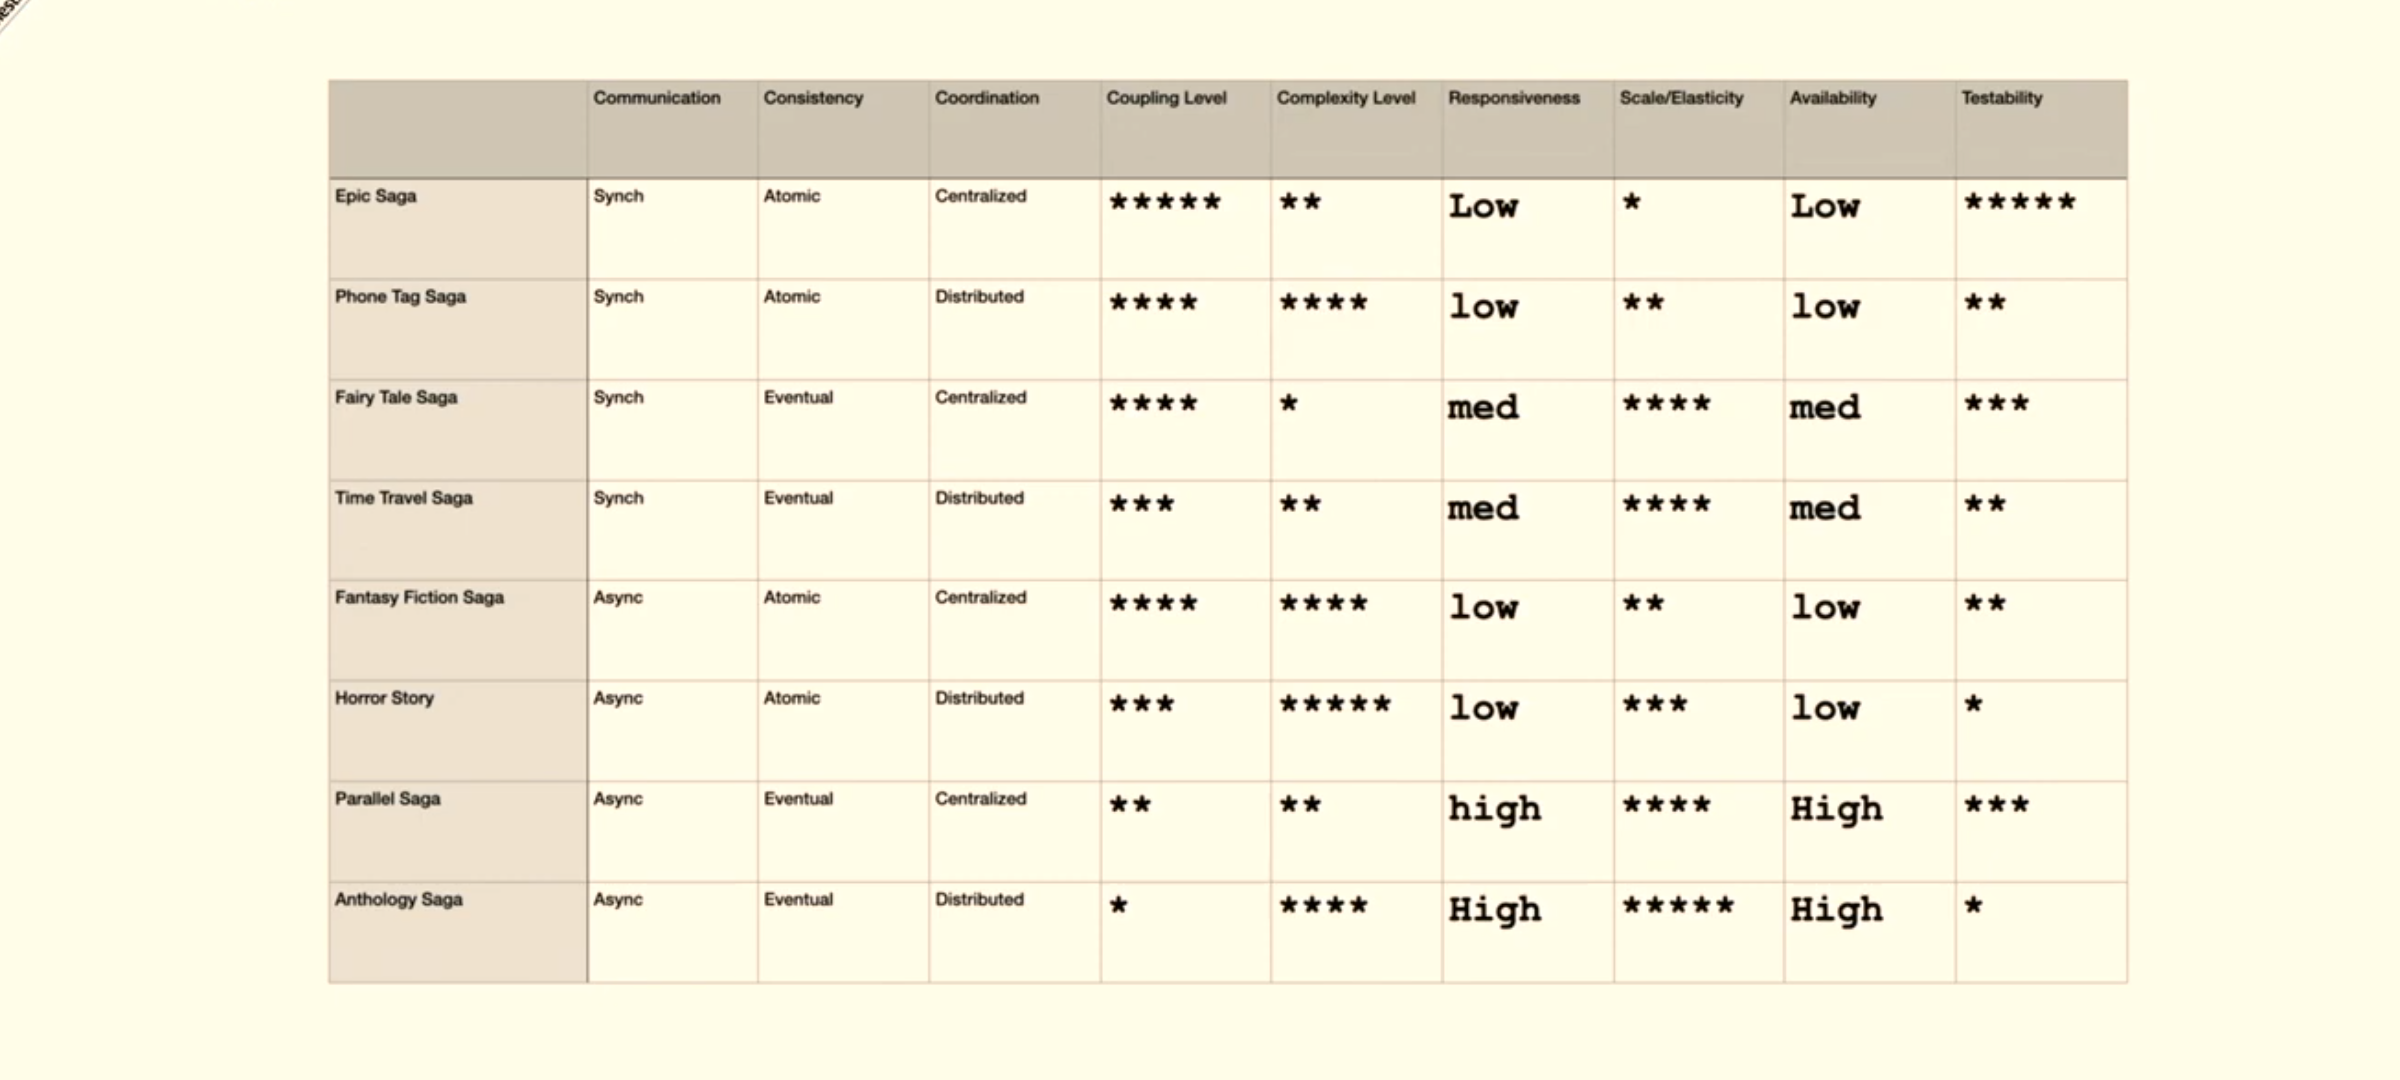 Communication Consistency Coordination Coupling Level Complexity Level Responsiveness Scale/Elasticity Availability Testability
Epic Saga Synch Atomic Centralized ***** ** Low * Low *****
Phone Tag Saga Synch Atomic Distributed **** **** low ** low **
Fairy Tale Saga Synch Eventual Centralized **** * med **** med ***
Time Travel Saga Synch Eventual Distributed *** ** med **** med **
Fantasy Fiction Saga Async Atomic Centralized **** **** low ** low **
Horror Story Async Atomic Distributed *** ***** low *** low *
Parallel Saga Async Eventual Centralized ** ** high **** High ***
Anthology Saga Async Eventual Distributed * **** High ***** High *